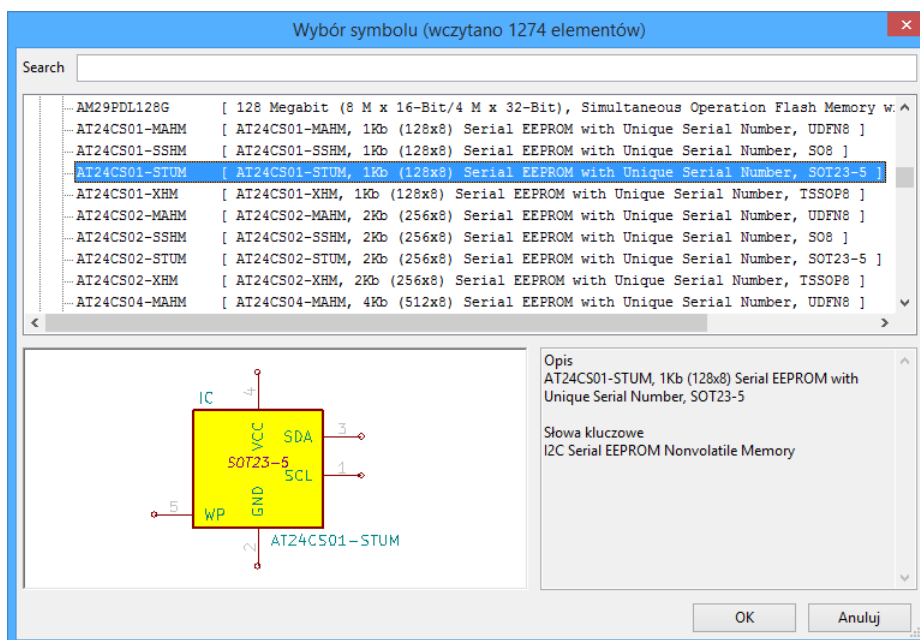 Wybór symbolu (wczytano 1274 elementów)
Search
AM29PDL128G [ 128 Megabit (8 M x 16-Bit/4 M x 32-Bit), Simultaneous Operation Flash Memory
AT24CS01-MAHM [ AT24CS01-MAHM, 1Kb (128x8) Serial EEPROM with Unique Serial Number, UDFN8 ]
AT24CS01-SSHM [ AT24CS01-SSHM, 1Kb (128x8) Serial EEPROM with Unique Serial Number, SO8 ]
AT24CS01-STUM [ AT24CS01-STUM, 1Kb (128x8) Serial EEPROM with Unique Serial Number, SOT23-5 ]
AT24CS01-XHM [ AT24CS01-XHM, 1Kb (128x8) Serial EEPROM with Unique Serial Number, TSSOP8 ]
AT24CS02-MAHM [ AT24CS02-MAHM, 2Kb (256x8) Serial EEPROM with Unique Serial Number, UDFN8 ]
AT24CS02-SSHM [ AT24CS02-SSHM, 2Kb (256x8) Serial EEPROM with Unique Serial Number, SO8 ]
AT24CS02-STUM [ AT24CS02-STUM, 2Kb (256x8) Serial EEPROM with Unique Serial Number, SOT23-5 ]
AT24CS02-XHM [ AT24CS02-XHM, 2Kb (256x8) Serial EEPROM with Unique Serial Number, TSSOP8 ]
AT24CS04-MAHM [ AT24CS04-MAHM, 4Kb (512x8) Serial EEPROM with Unique Serial Number, UDFN8 ]
IC
4
VCC
SDA
3
SOT23-5
SCL
1
5
WP
GND
2
AT24CS01-STUM
Opis
AT24CS01-STUM, 1Kb (128x8) Serial EEPROM with
Unique Serial Number, SOT23-5
Słowa kluczowe
I2C Serial EEPROM Nonvolatile Memory
OK
Anuluj